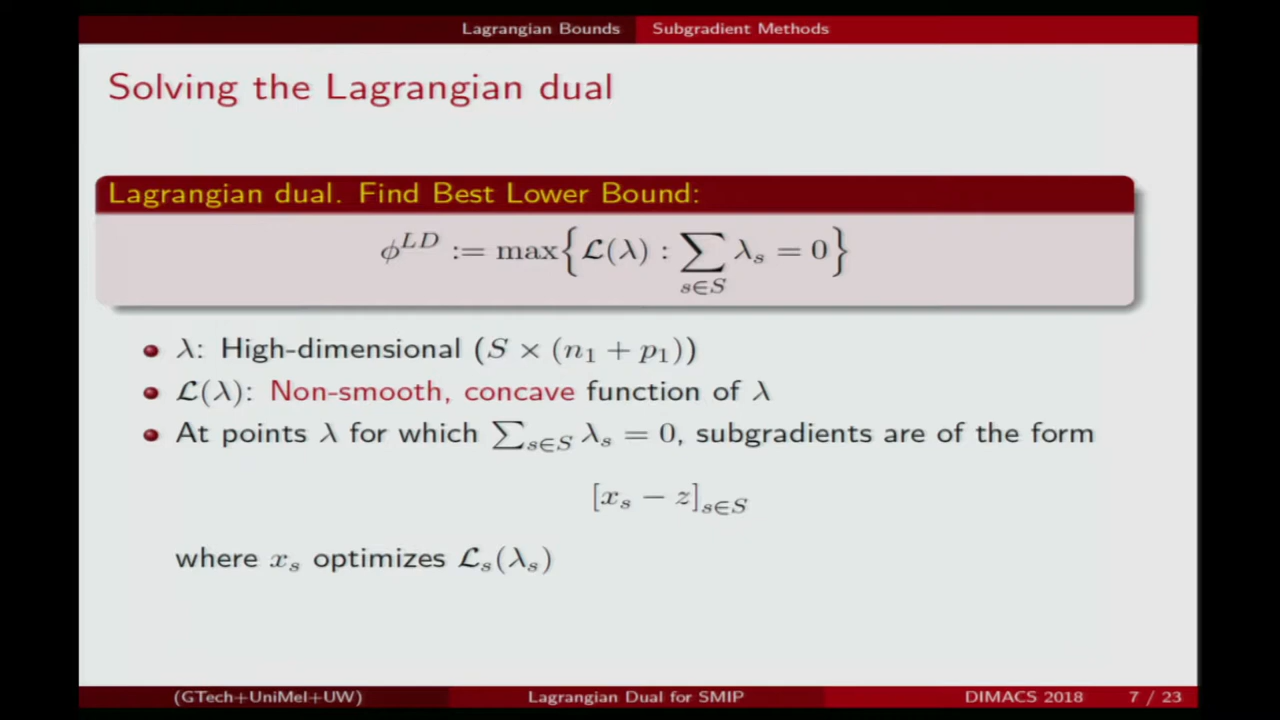 Lagrangian Bounds Subgradient Methods
Solving the Lagrangian dual
Lagrangian dual. Find Best Lower Bound:
ϕ^{LD} := max{ℒ(λ) : ∑_{s∈S} λ_s = 0}
λ: High-dimensional (S × (n₁ + p₁))
ℒ(λ): Non-smooth, concave function of λ
At points λ for which ∑_{s∈S} λ_s = 0, subgradients are of the form
[x_s − z]_{s∈S}
where x_s optimizes ℒ_s(λ_s)
(GTech+UniMel+UW) Lagrangian Dual for SMIP DIMACS 2018 7 / 23